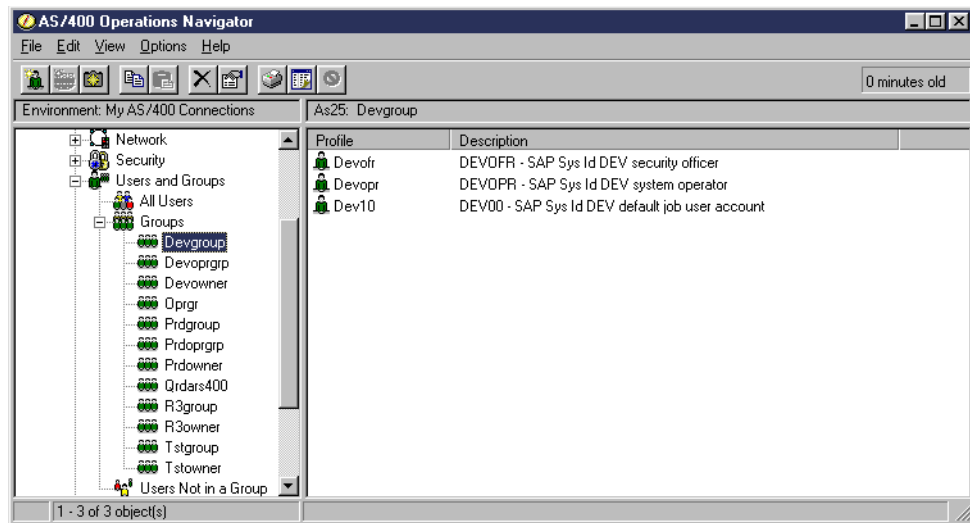 AS/400 Operations Navigator
File Edit View Options Help
0 minutes old
Environment: My AS/400 Connections
As25: Devgroup
Network
Security
Users and Groups
All Users
Groups
Devgroup
Devoprgrp
Devowner
Oprgr
Prdgroup
Prdoprgrp
Prdowner
Qrdars400
R3group
R3owner
Tstgroup
Tstowner
Users Not in a Group
Profile Description
Devofr DEVOFR - SAP Sys Id DEV security officer
Devopr DEVOPR - SAP Sys Id DEV system operator
Dev10 DEV00 - SAP Sys Id DEV default job user account
1 - 3 of 3 object(s)